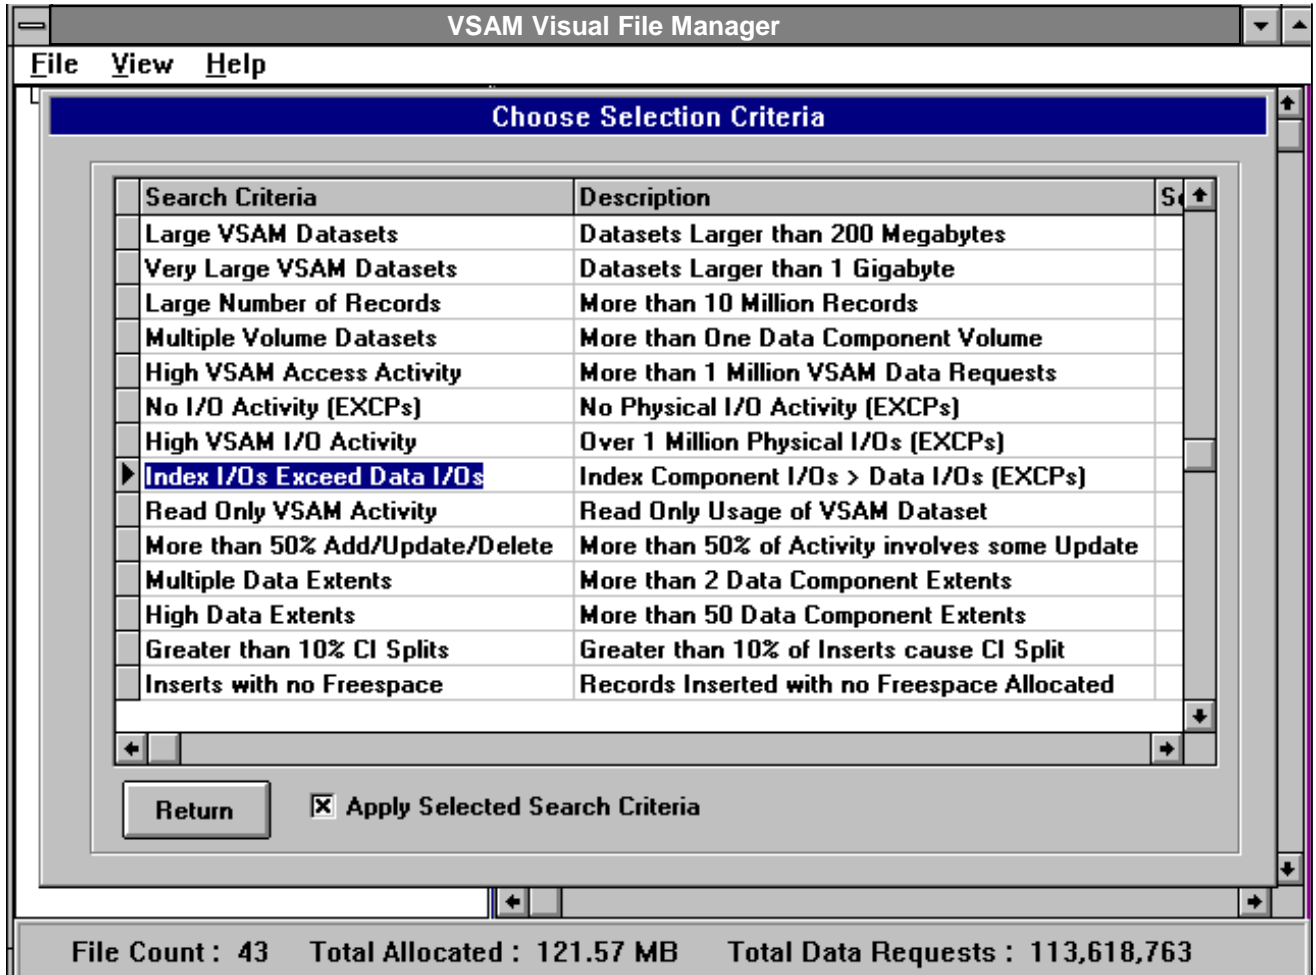 VSAM Visual File Manager
File View Help
Choose Selection Criteria
Search Criteria Description
Large VSAM Datasets Datasets Larger than 200 Megabytes
Very Large VSAM Datasets Datasets Larger than 1 Gigabyte
Large Number of Records More than 10 Million Records
Multiple Volume Datasets More than One Data Component Volume
High VSAM Access Activity More than 1 Million VSAM Data Requests
No I/O Activity (EXCPs) No Physical I/O Activity (EXCPs)
High VSAM I/O Activity Over 1 Million Physical I/Os (EXCPs)
Index I/Os Exceed Data I/Os Index Component I/Os > Data I/Os (EXCPs)
Read Only VSAM Activity Read Only Usage of VSAM Dataset
More than 50% Add/Update/Delete More than 50% of Activity involves some Update
Multiple Data Extents More than 2 Data Component Extents
High Data Extents More than 50 Data Component Extents
Greater than 10% CI Splits Greater than 10% of Inserts cause CI Split
Inserts with no Freespace Records Inserted with no Freespace Allocated
Return Apply Selected Search Criteria
File Count : 43 Total Allocated : 121.57 MB Total Data Requests : 113,618,763